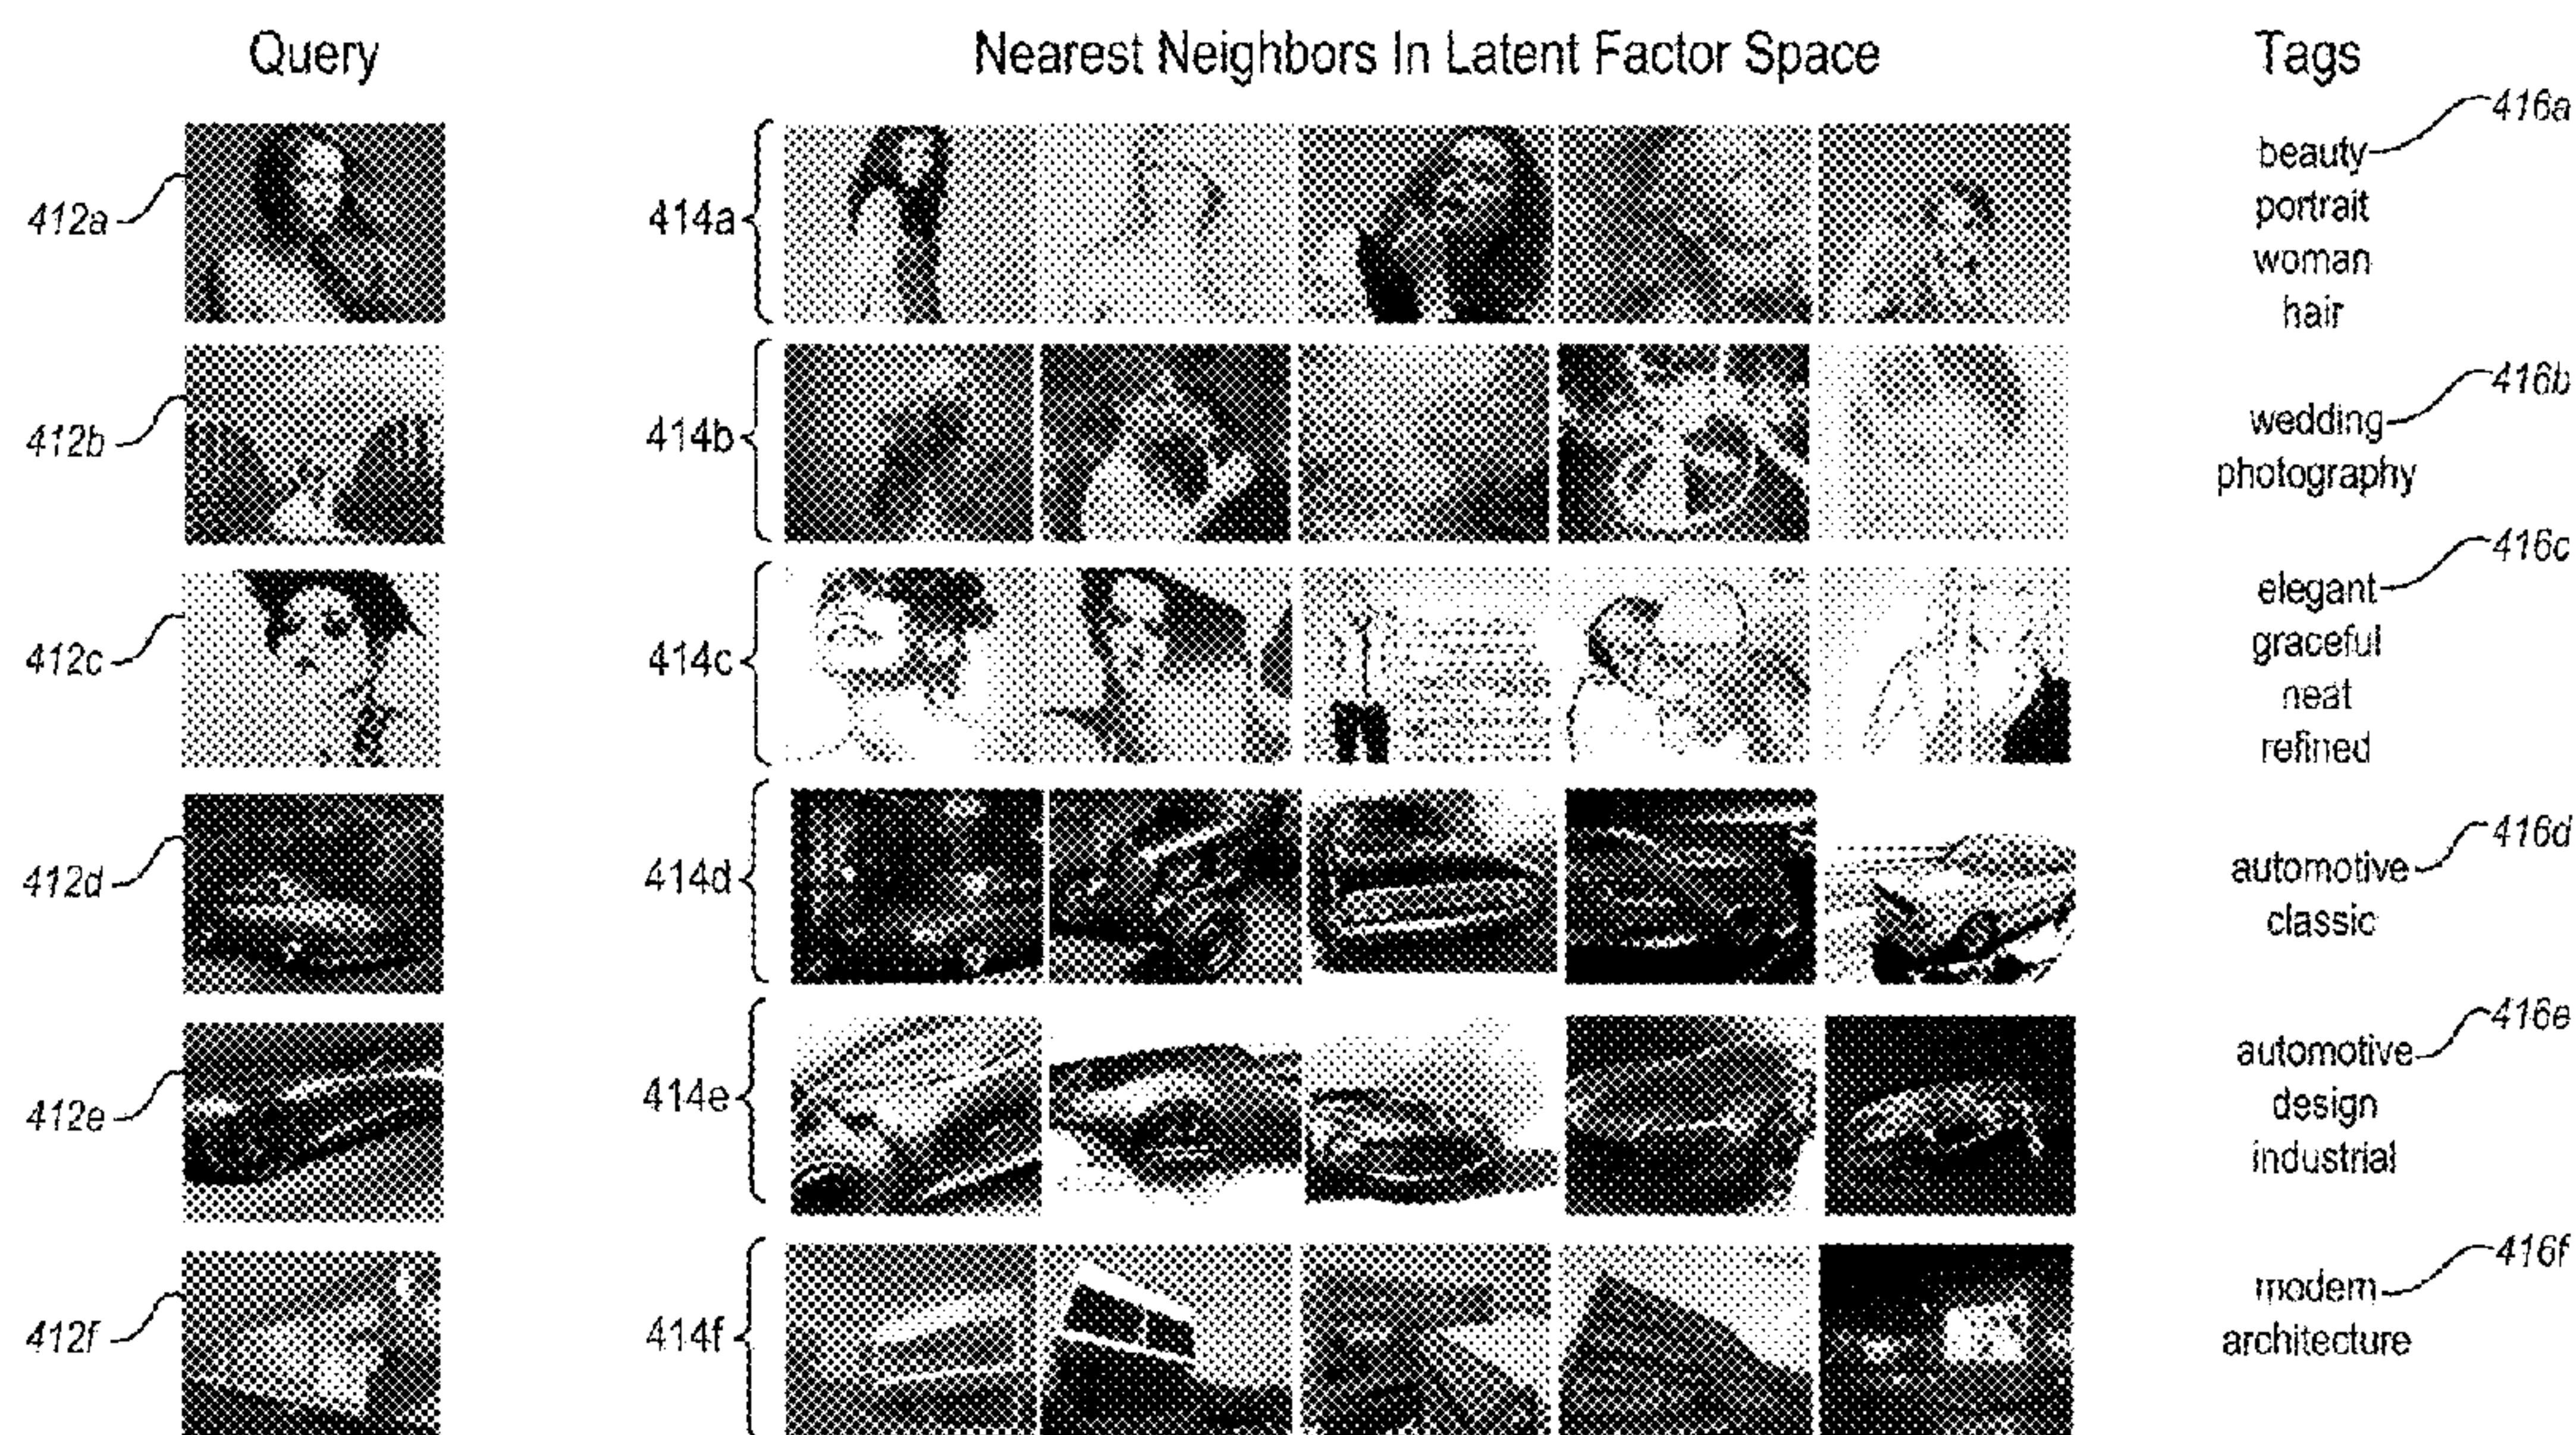 Query
Nearest Neighbors In Latent Factor Space
Tags
412a
414a
416a
beauty
portrait
woman
hair
412b
414b
416b
wedding
photography
412c
414c
416c
elegant
graceful
neat
refined
412d
414d
416d
automotive
classic
412e
414e
416e
automotive
design
industrial
412f
414f
416f
modern
architecture